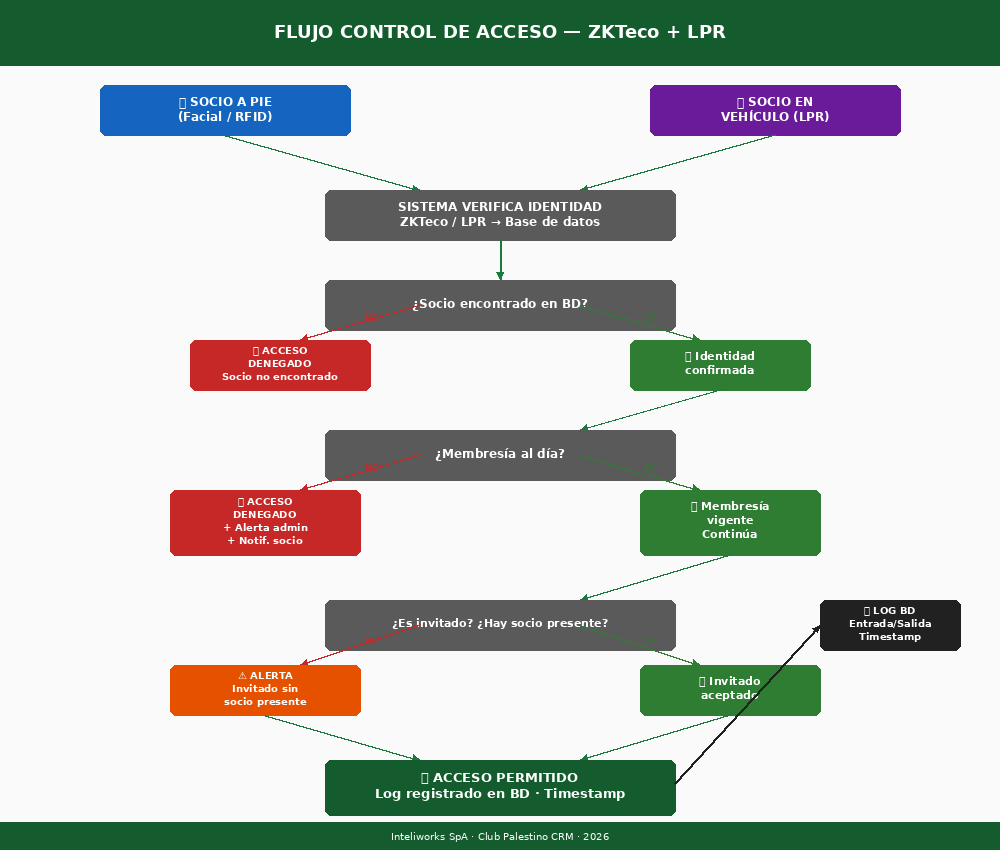 FLUJO CONTROL DE ACCESO — ZKTeco + LPR
SOCIO A PIE
(Facial / RFID)
SOCIO EN
VEHÍCULO (LPR)
SISTEMA VERIFICA IDENTIDAD
ZKTeco / LPR → Base de datos
¿Socio encontrado en BD?
ACCESO
DENEGADO
Socio no encontrado
Identidad
confirmada
¿Membresía al día?
ACCESO
DENEGADO
+ Alerta admin
+ Notif. socio
Membresía
vigente
Continúa
¿Es invitado? ¿Hay socio presente?
LOG BD
Entrada/Salida
Timestamp
⚠ ALERTA
Invitado sin
socio presente
Invitado
aceptado
ACCESO PERMITIDO
Log registrado en BD · Timestamp
Inteliworks SpA · Club Palestino CRM · 2026